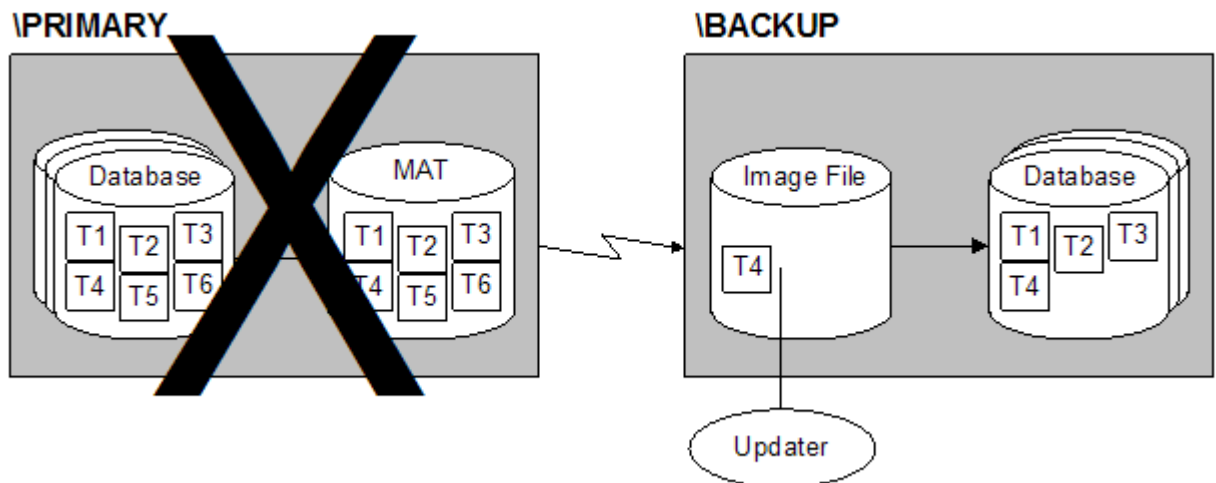 \PRIMARY
\BACKUP
Database
MAT
Image File
Database
T1 T2 T3
T4 T5 T6
T1 T2 T3
T4 T5 T6
T4
T1 T2 T3
T4
Updater